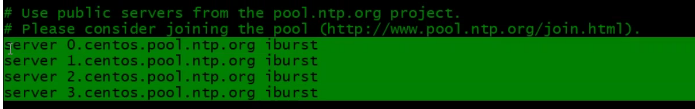 # Use public servers from the pool.ntp.org project.
# Please consider joining the pool (http://www.pool.ntp.org/join.html).
server 0.centos.pool.ntp.org iburst
server 1.centos.pool.ntp.org iburst
server 2.centos.pool.ntp.org iburst
server 3.centos.pool.ntp.org iburst